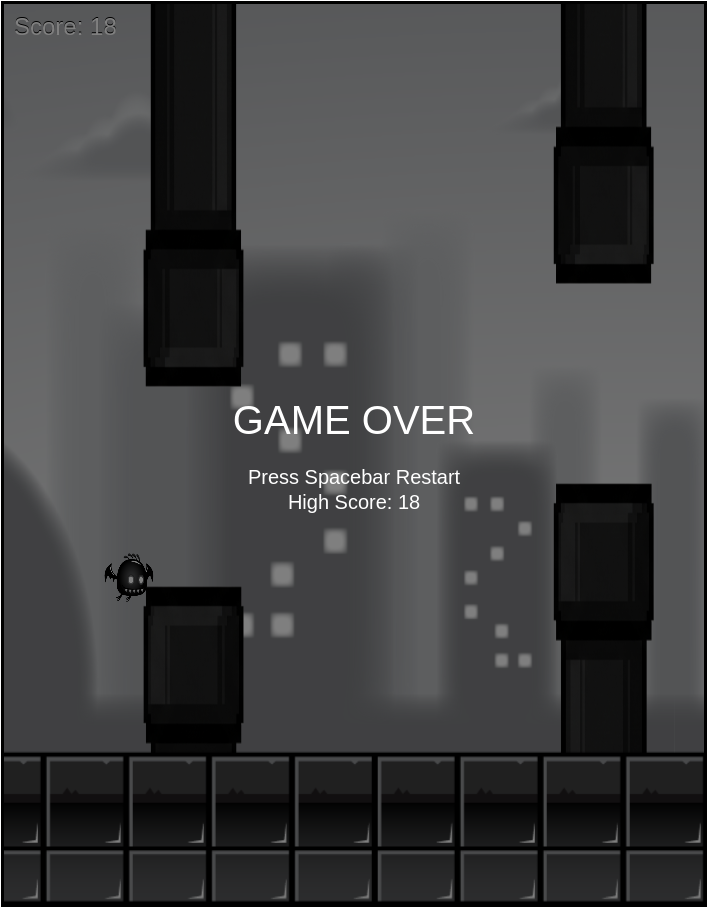 Score: 18
GAME OVER
Press Spacebar Restart
High Score: 18